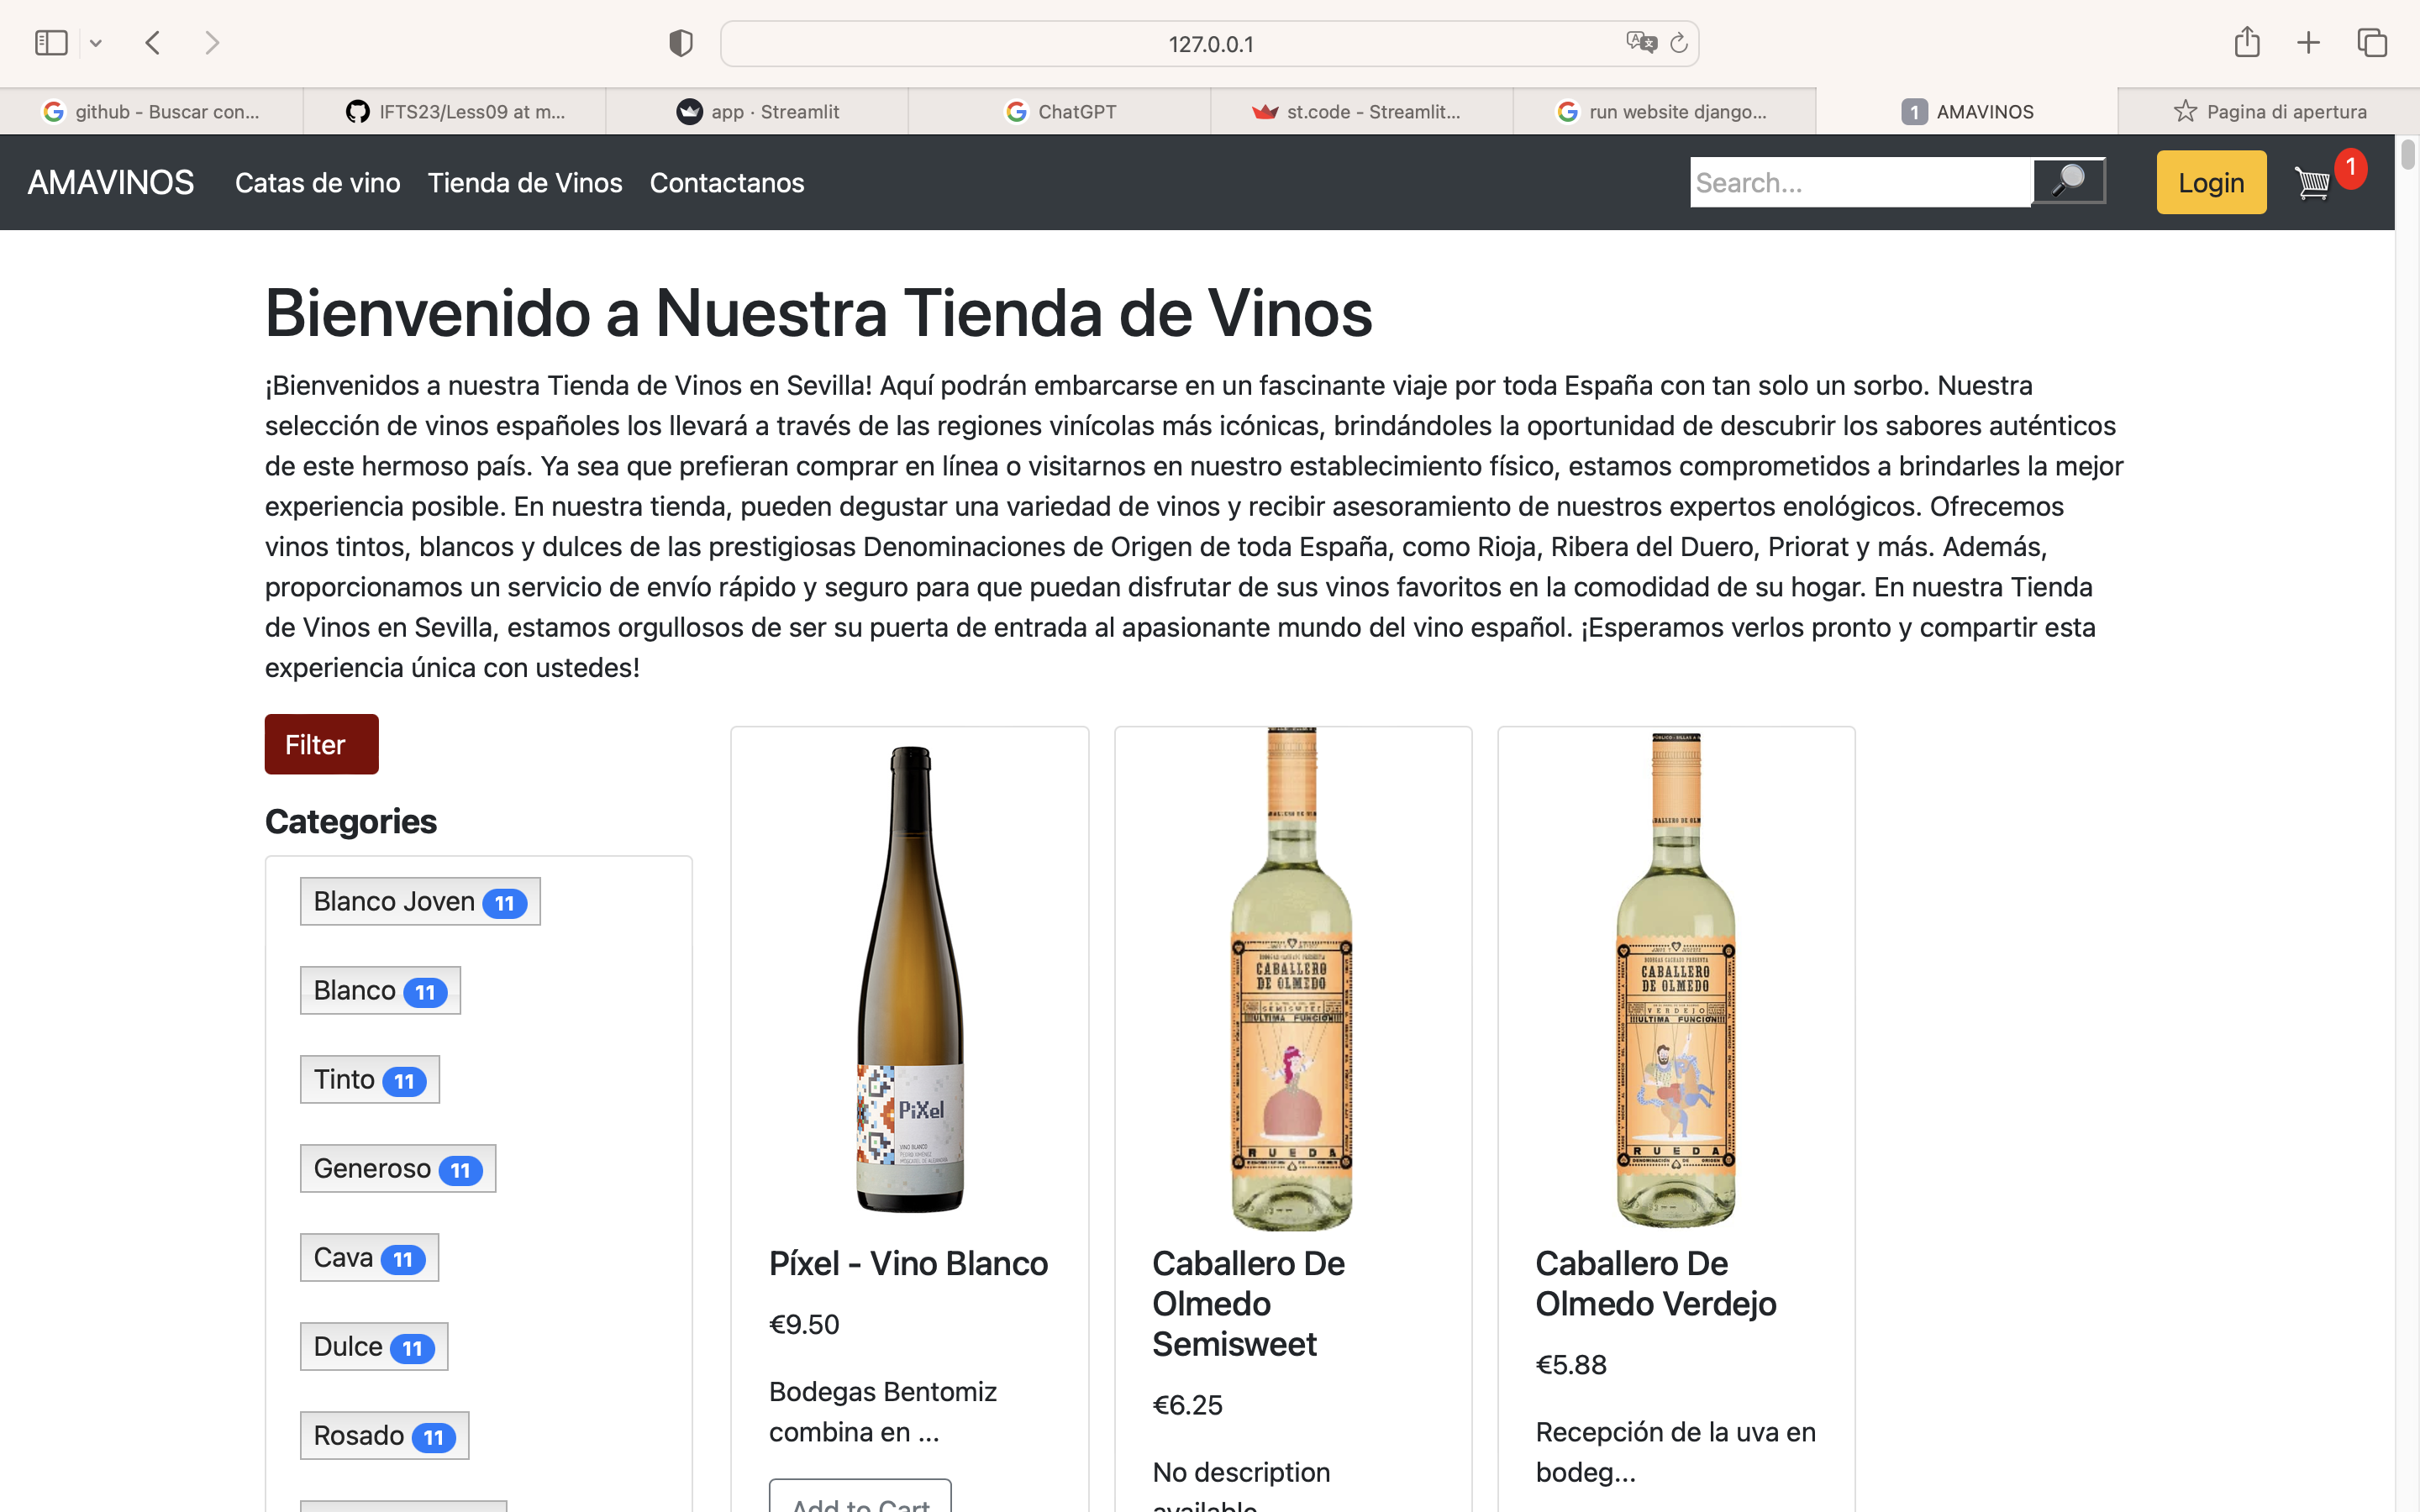 127.0.0.1
github - Buscar con...
IFTS23/Less09 at m...
app · Streamlit
ChatGPT
st.code - Streamlit...
run website django...
1 AMAVINOS
Pagina di apertura
AMAVINOS
Catas de vino
Tienda de Vinos
Contactanos
Search...
Login
1
Bienvenido a Nuestra Tienda de Vinos
¡Bienvenidos a nuestra Tienda de Vinos en Sevilla! Aquí podrán embarcarse en un fascinante viaje por toda España con tan solo un sorbo. Nuestra
selección de vinos españoles los llevará a través de las regiones vinícolas más icónicas, brindándoles la oportunidad de descubrir los sabores auténticos
de este hermoso país. Ya sea que prefieran comprar en línea o visitarnos en nuestro establecimiento físico, estamos comprometidos a brindarles la mejor
experiencia posible. En nuestra tienda, pueden degustar una variedad de vinos y recibir asesoramiento de nuestros expertos enológicos. Ofrecemos
vinos tintos, blancos y dulces de las prestigiosas Denominaciones de Origen de toda España, como Rioja, Ribera del Duero, Priorat y más. Además,
proporcionamos un servicio de envío rápido y seguro para que puedan disfrutar de sus vinos favoritos en la comodidad de su hogar. En nuestra Tienda
de Vinos en Sevilla, estamos orgullosos de ser su puerta de entrada al apasionante mundo del vino español. ¡Esperamos verlos pronto y compartir esta
experiencia única con ustedes!
Filter
Categories
Blanco Joven 11
Blanco 11
Tinto 11
Generoso 11
Cava 11
Dulce 11
Rosado 11
PiXel
VINO BLANCO
Píxel - Vino Blanco
€9.50
Bodegas Bentomiz
combina en ...
Add to Cart
CABALLERO
DE OLMEDO
SEMISWEET
¡¡¡ULTIMA FUNCION!!!
RUEDA
Caballero De
Olmedo
Semisweet
€6.25
No description
available
CABALLERO
DE OLMEDO
VERDEJO
¡¡¡ULTIMA FUNCION!!!
RUEDA
Caballero De
Olmedo Verdejo
€5.88
Recepción de la uva en
bodeg...